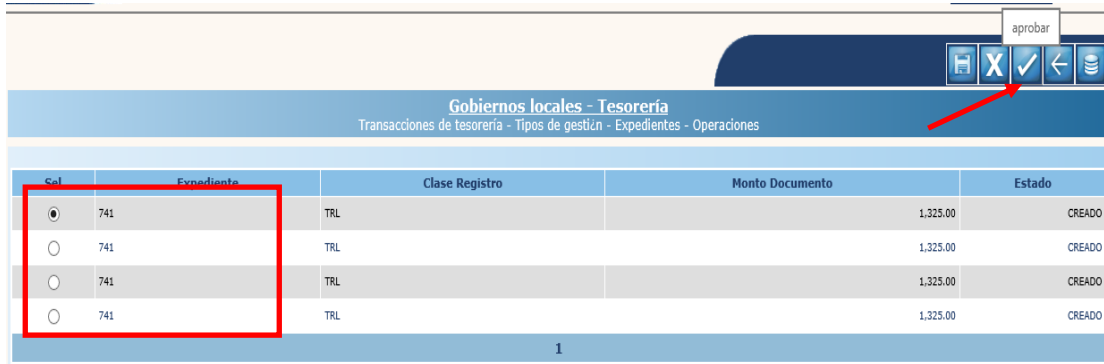 aprobar
X
Gobiernos locales - Tesorería
Transacciones de tesorería - Tipos de gesti¿n - Expedientes - Operaciones
Sel Expediente Clase Registro Monto Documento Estado
741 TRL 1,325.00 CREADO
741 TRL 1,325.00 CREADO
741 TRL 1,325.00 CREADO
741 TRL 1,325.00 CREADO
1